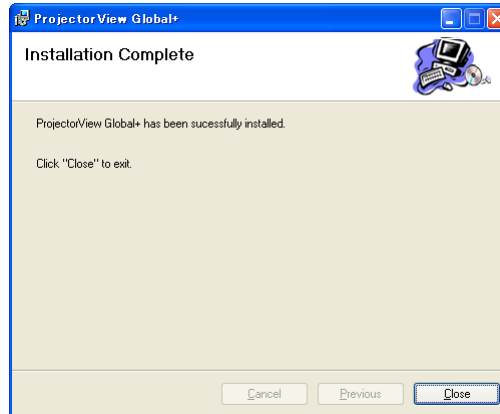 ProjectorView Global+
Installation Complete
ProjectorView Global+ has been sucessfully installed.
Click "Close" to exit.
Cancel Previous Close